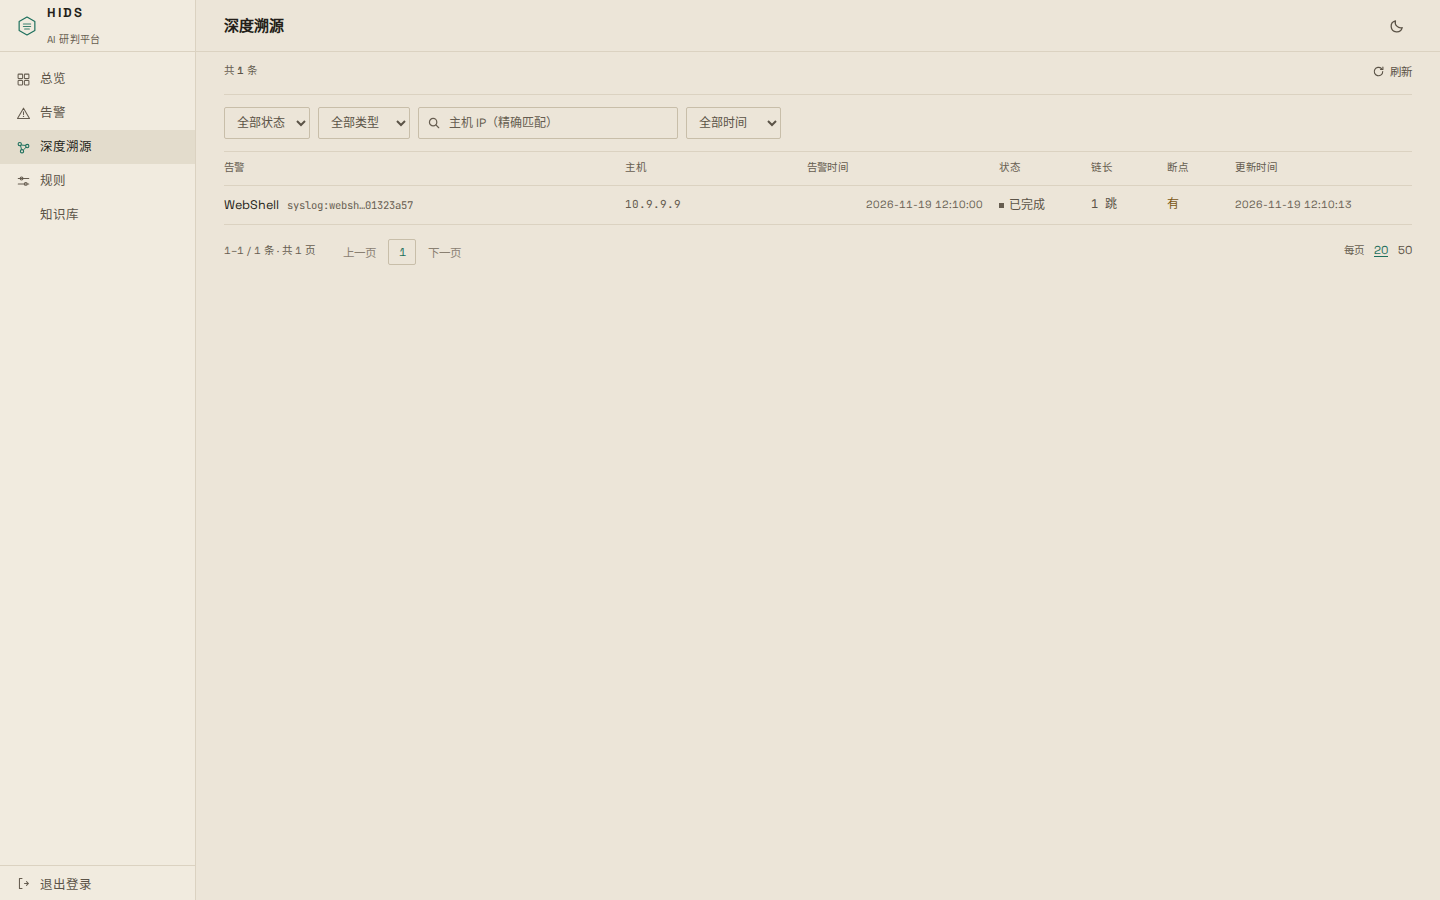 HIDS
AI 研判平台
总览
告警
深度溯源
规则
知识库
退出登录
深度溯源
共 1 条
刷新
全部状态 全部类型 主机 IP（精确匹配） 全部时间
告警 主机 告警时间 状态 链长 断点 更新时间
WebShell syslog:websh…01323a57 10.9.9.9 2026-11-19 12:10:00 已完成 1 跳 有 2026-11-19 12:10:13
1–1 / 1 条 · 共 1 页 上一页 1 下一页 每页 20 50